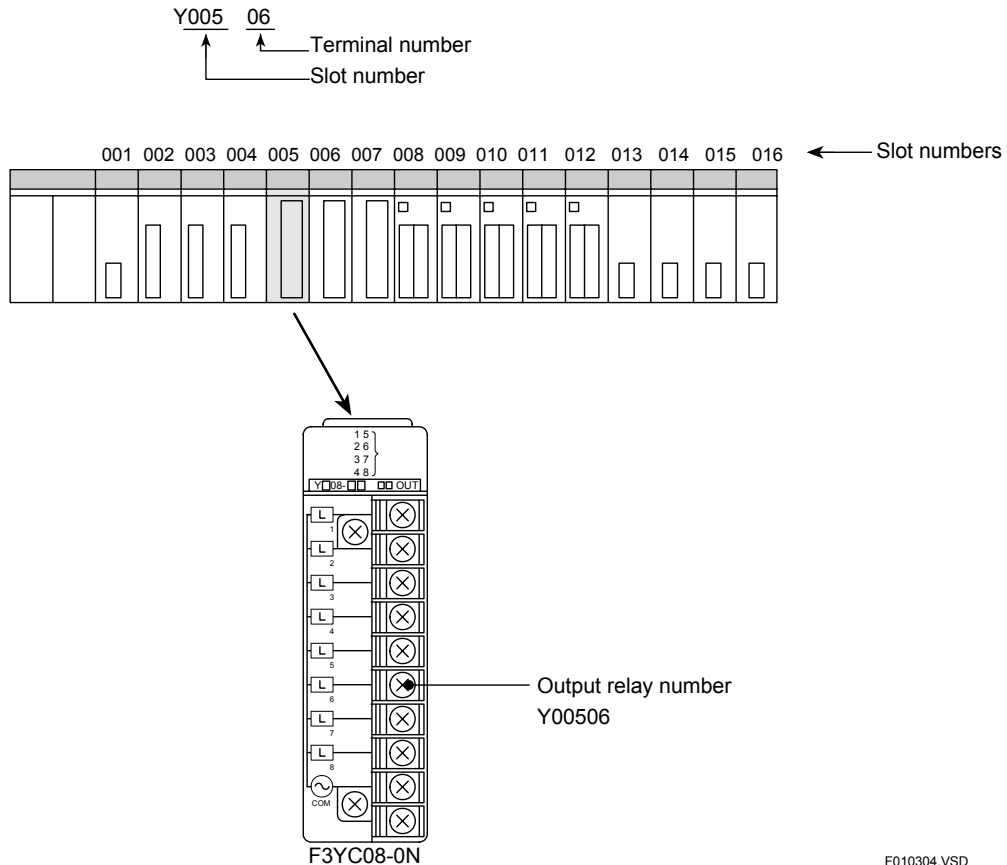 Y005 06
Terminal number
Slot number
001 002 003 004 005 006 007 008 009 010 011 012 013 014 015 016
Slot numbers
1 5
2 6
3 7
4 8
Y□08-□□ □□ OUT
L
1
L
2
L
3
L
4
L
5
L
6
L
7
L
8
COM
Output relay number
Y00506
F3YC08-0N
F010304.VSD